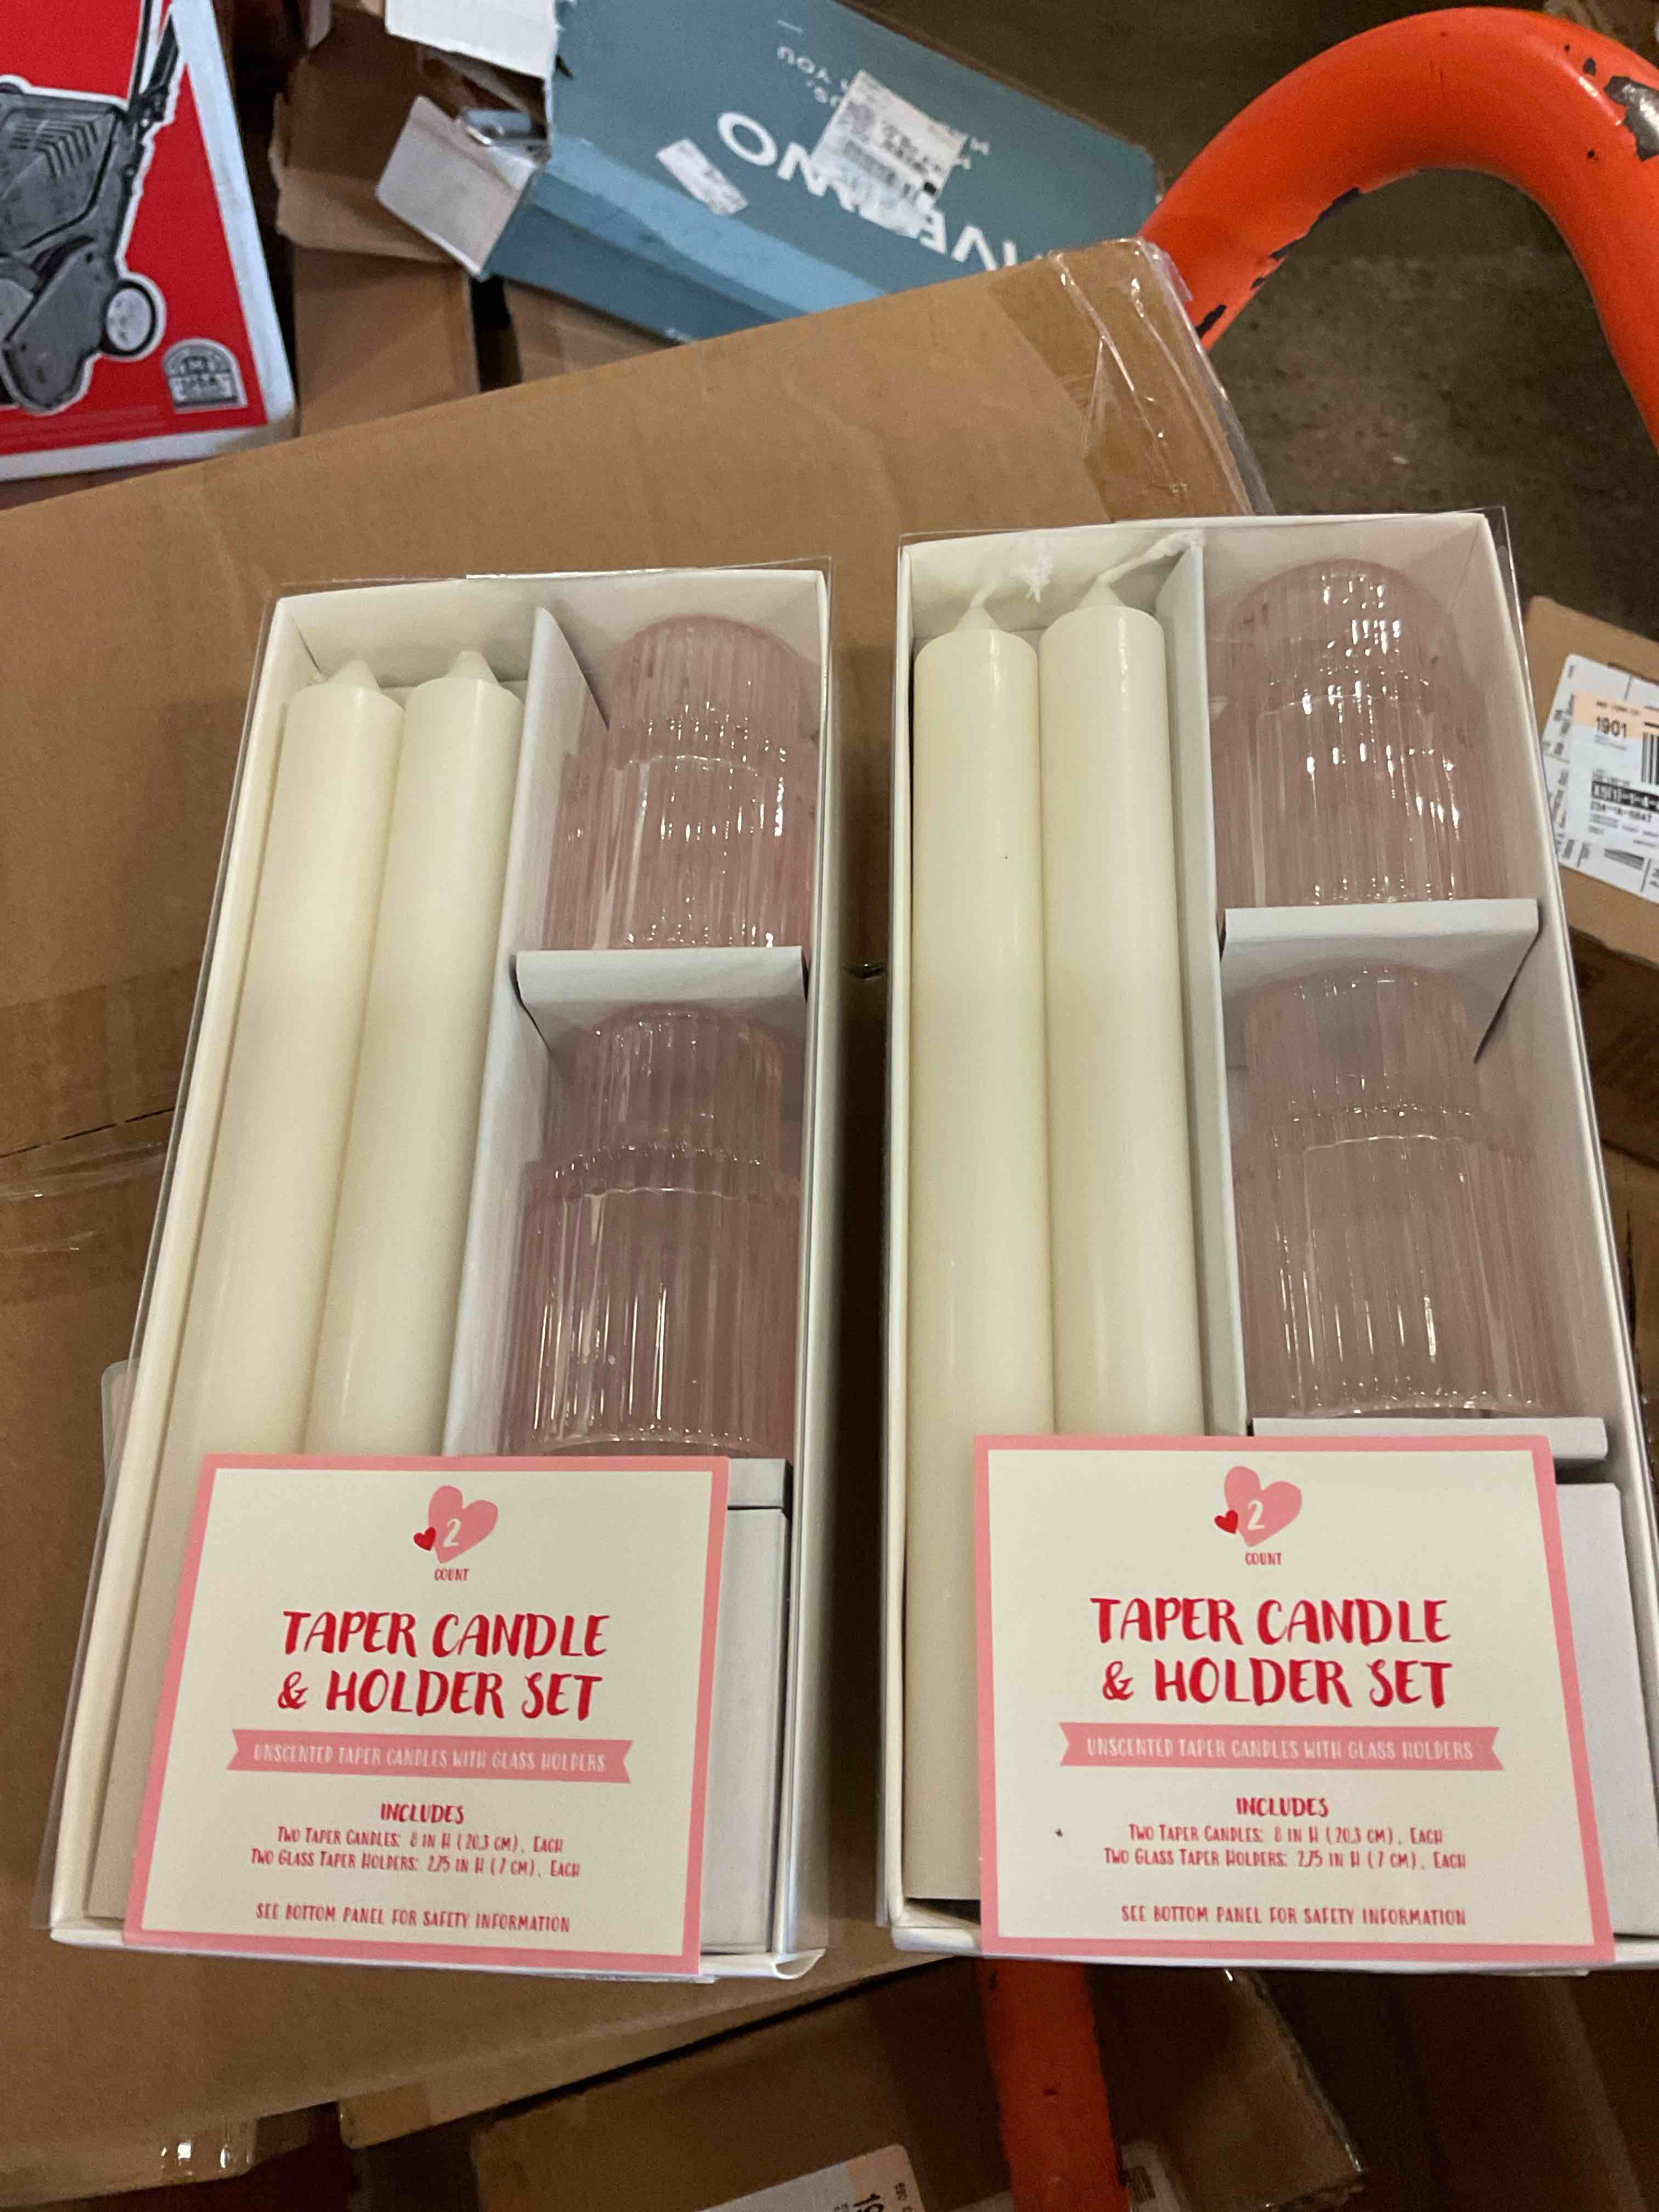 1901
2
COUNT
TAPER CANDLE
& HOLDER SET
UNSCENTED TAPER CANDLES WITH GLASS HOLDERS
INCLUDES
TWO TAPER CANDLES: 8 IN H (20.3 CM), EACH
TWO GLASS TAPER HOLDERS: 2.75 IN H (7 CM), EACH
SEE BOTTOM PANEL FOR SAFETY INFORMATION
2
COUNT
TAPER CANDLE
& HOLDER SET
UNSCENTED TAPER CANDLES WITH GLASS HOLDERS
INCLUDES
TWO TAPER CANDLES: 8 IN H (20.3 CM), EACH
TWO GLASS TAPER HOLDERS: 2.75 IN H (7 CM), EACH
SEE BOTTOM PANEL FOR SAFETY INFORMATION